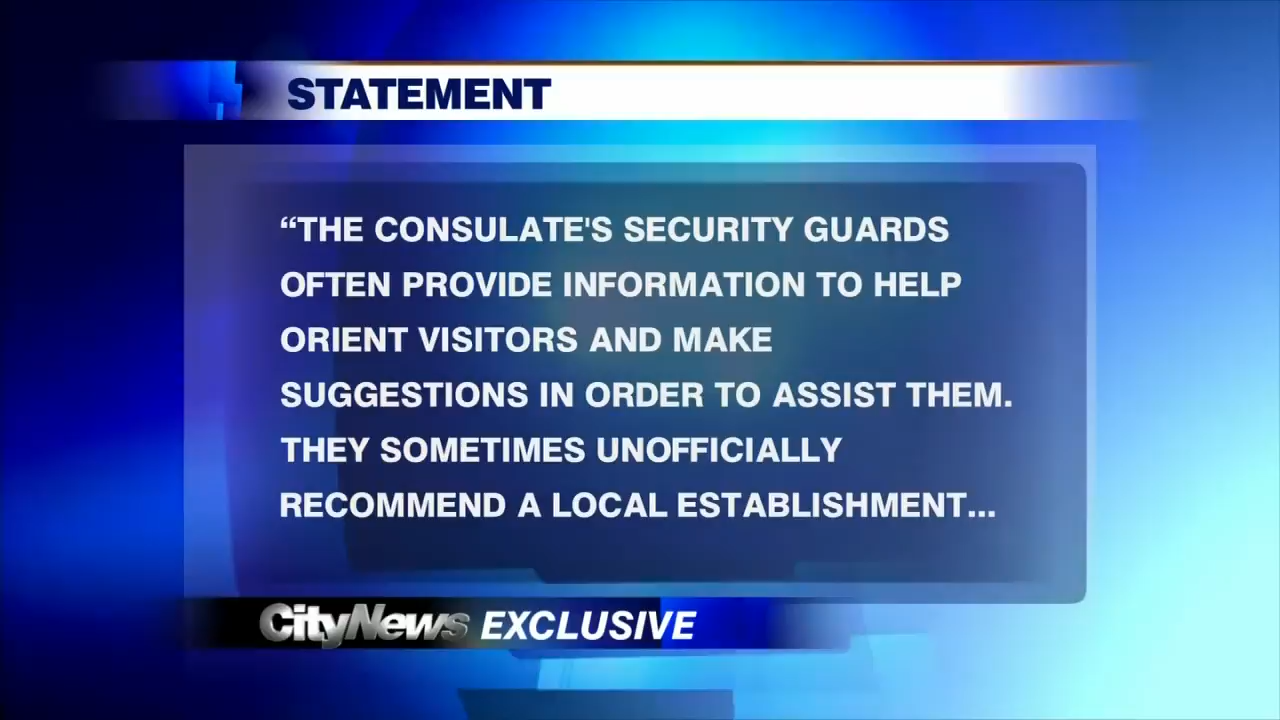 STATEMENT
“THE CONSULATE'S SECURITY GUARDS
OFTEN PROVIDE INFORMATION TO HELP
ORIENT VISITORS AND MAKE
SUGGESTIONS IN ORDER TO ASSIST THEM.
THEY SOMETIMES UNOFFICIALLY
RECOMMEND A LOCAL ESTABLISHMENT...
CityNews EXCLUSIVE